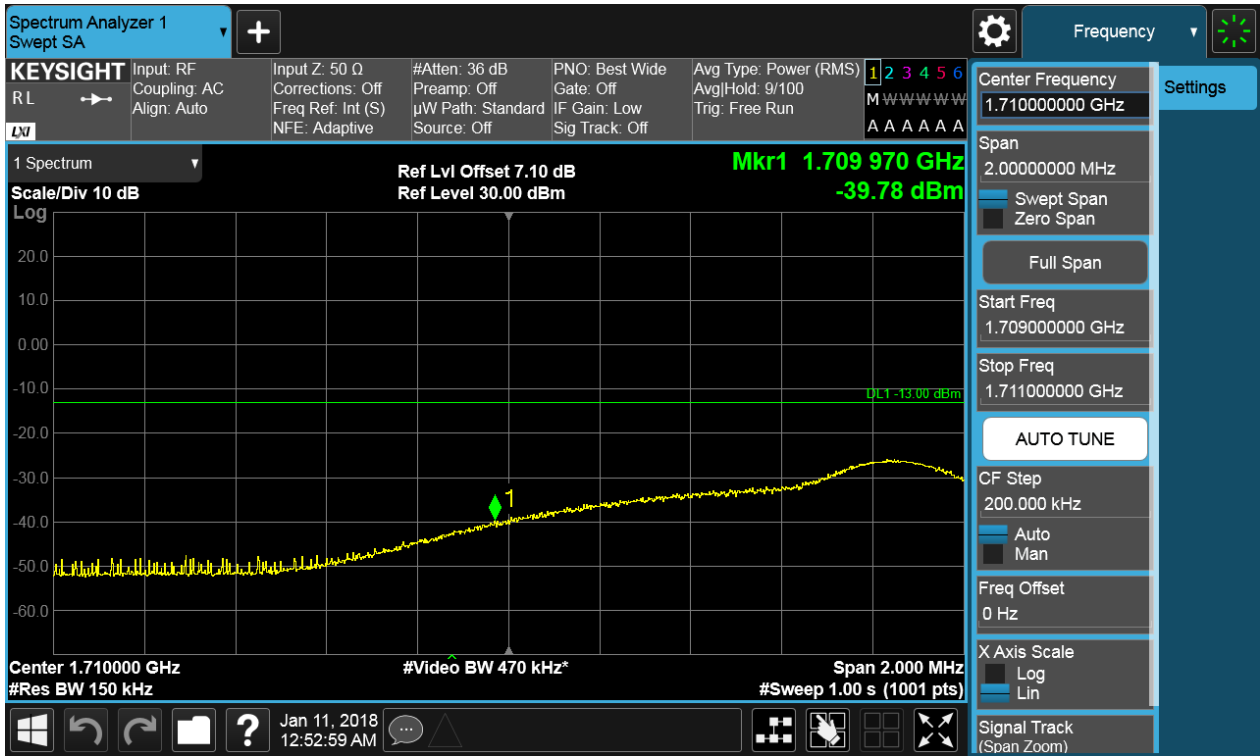 Spectrum Analyzer 1
Swept SA
+
Frequency
KEYSIGHT
RL
LXI
Input: RF
Coupling: AC
Align: Auto
Input Z: 50 Ω
Corrections: Off
Freq Ref: Int (S)
NFE: Adaptive
#Atten: 36 dB
Preamp: Off
µW Path: Standard
Source: Off
PNO: Best Wide
Gate: Off
IF Gain: Low
Sig Track: Off
Avg Type: Power (RMS)
Avg|Hold: 9/100
Trig: Free Run
1 2 3 4 5 6
M W W W W W
A A A A A A
Center Frequency
1.710000000 GHz
Settings
Span
2.00000000 MHz
Swept Span
Zero Span
Full Span
Start Freq
1.709000000 GHz
Stop Freq
1.711000000 GHz
AUTO TUNE
CF Step
200.000 kHz
Auto
Man
Freq Offset
0 Hz
X Axis Scale
Log
Lin
Signal Track
(Span Zoom)
1 Spectrum
Scale/Div 10 dB
Log
Ref Lvl Offset 7.10 dB
Ref Level 30.00 dBm
Mkr1 1.709 970 GHz
-39.78 dBm
20.0
10.0
0.00
-10.0
DL1 -13.00 dBm
-20.0
-30.0
1
-40.0
-50.0
-60.0
Center 1.710000 GHz
#Video BW 470 kHz*
Span 2.000 MHz
#Res BW 150 kHz
#Sweep 1.00 s (1001 pts)
?
Jan 11, 2018
12:52:59 AM